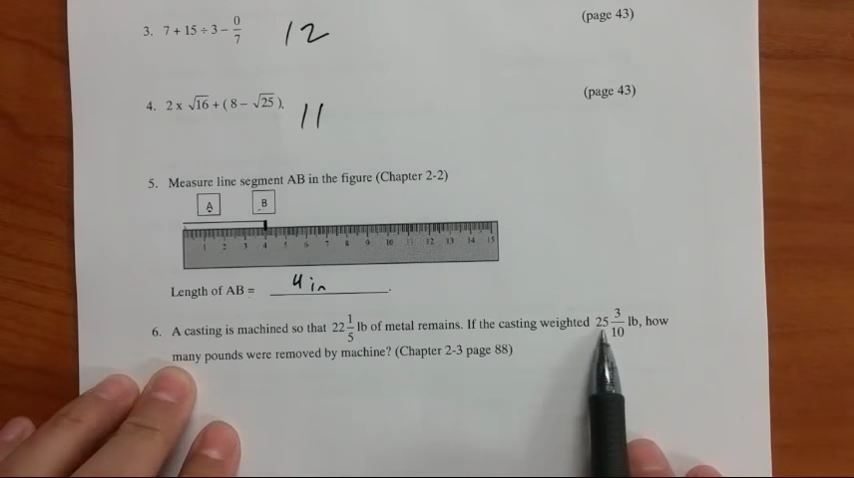 3. 7 + 15 ÷ 3 – 0/7 12 (page 43)
4. 2 x √16 + ( 8 – √25 ). 11 (page 43)
5. Measure line segment AB in the figure (Chapter 2-2)
A B
1 2 3 4 5 6 7 8 9 10 11 12 13 14 15
Length of AB = 4 in.
6. A casting is machined so that 22 1/5 lb of metal remains. If the casting weighted 25 3/10 lb, how
many pounds were removed by machine? (Chapter 2-3 page 88)